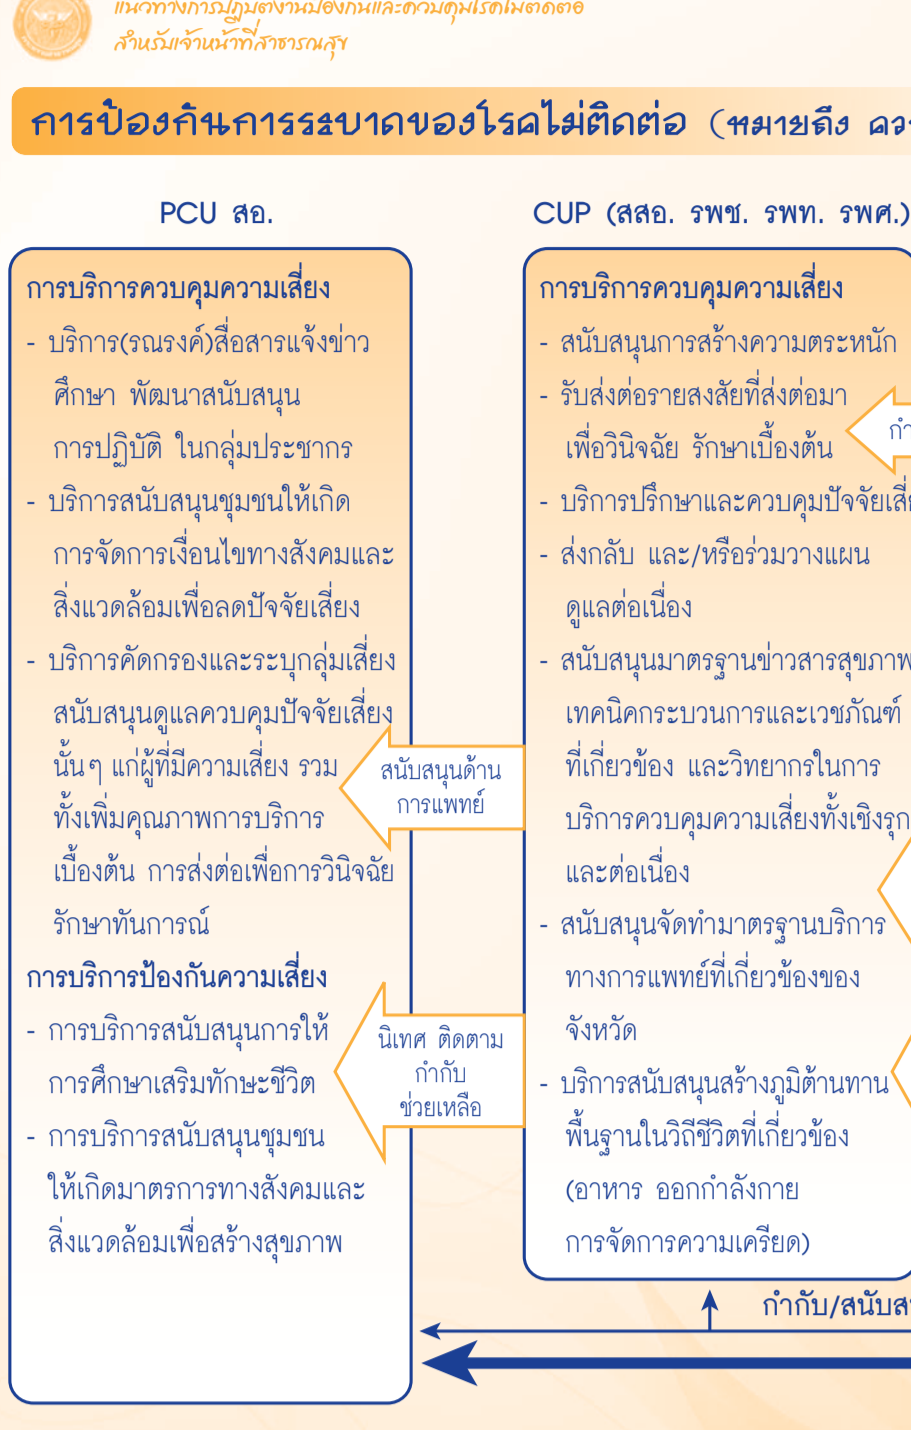 แนวทางการปฏิบัติงานป้องกันและควบคุมโรคไม่ติดต่อ
สำหรับเจ้าหน้าที่สาธารณสุข
การป้องกันการระบาดของโรคไม่ติดต่อ (หมายถึง
PCU สอ.
การบริการควบคุมความเสี่ยง
- บริการ(รณรงค์)สื่อสารแจ้งข่าว
ศึกษา พัฒนาสนับสนุน
การปฏิบัติ ในกลุ่มประชากร
- บริการสนับสนุนชุมชนให้เกิด
การจัดการเงื่อนไขทางสังคมและ
สิ่งแวดล้อมเพื่อลดปัจจัยเสี่ยง
- บริการคัดกรองและระบุกลุ่มเสี่ยง
สนับสนุนดูแลควบคุมปัจจัยเสี่ยง
นั้นๆ แก่ผู้ที่มีความเสี่ยง รวม
ทั้งเพิ่มคุณภาพการบริการ
เบื้องต้น การส่งต่อเพื่อการวินิจฉัย
รักษาทันการณ์
การบริการป้องกันความเสี่ยง
- การบริการสนับสนุนการให้
การศึกษาเสริมทักษะชีวิต
- การบริการสนับสนุนชุมชน
ให้เกิดมาตรการทางสังคมและ
สิ่งแวดล้อมเพื่อสร้างสุขภาพ
สนับสนุนด้าน
การแพทย์
นิเทศ ติดตาม
กำกับ
ช่วยเหลือ
CUP (สสอ. รพช. รพท. รพศ.)
การบริการควบคุมความเสี่ยง
- สนับสนุนการสร้างความตระหนัก
- รับส่งต่อรายสงสัยที่ส่งต่อมา
เพื่อวินิจฉัย รักษาเบื้องต้น
- บริการปรึกษาและควบคุมปัจจัย
- ส่งกลับ และ/หรือร่วมวางแผน
ดูแลต่อเนื่อง
- สนับสนุนมาตรฐานข่าวสารสุขภาพ
เทคนิคกระบวนการและเวชภัณฑ์
ที่เกี่ยวข้อง และวิทยากรในการ
บริการควบคุมความเสี่ยงทั้งเชิงรุก
และต่อเนื่อง
- สนับสนุนจัดทำมาตรฐานบริการ
ทางการแพทย์ที่เกี่ยวข้องของ
จังหวัด
- บริการสนับสนุนสร้างภูมิต้านทาน
พื้นฐานในวิถีชีวิตที่เกี่ยวข้อง
(อาหาร ออกกำลังกาย
การจัดการความเครียด)
กำกับ/